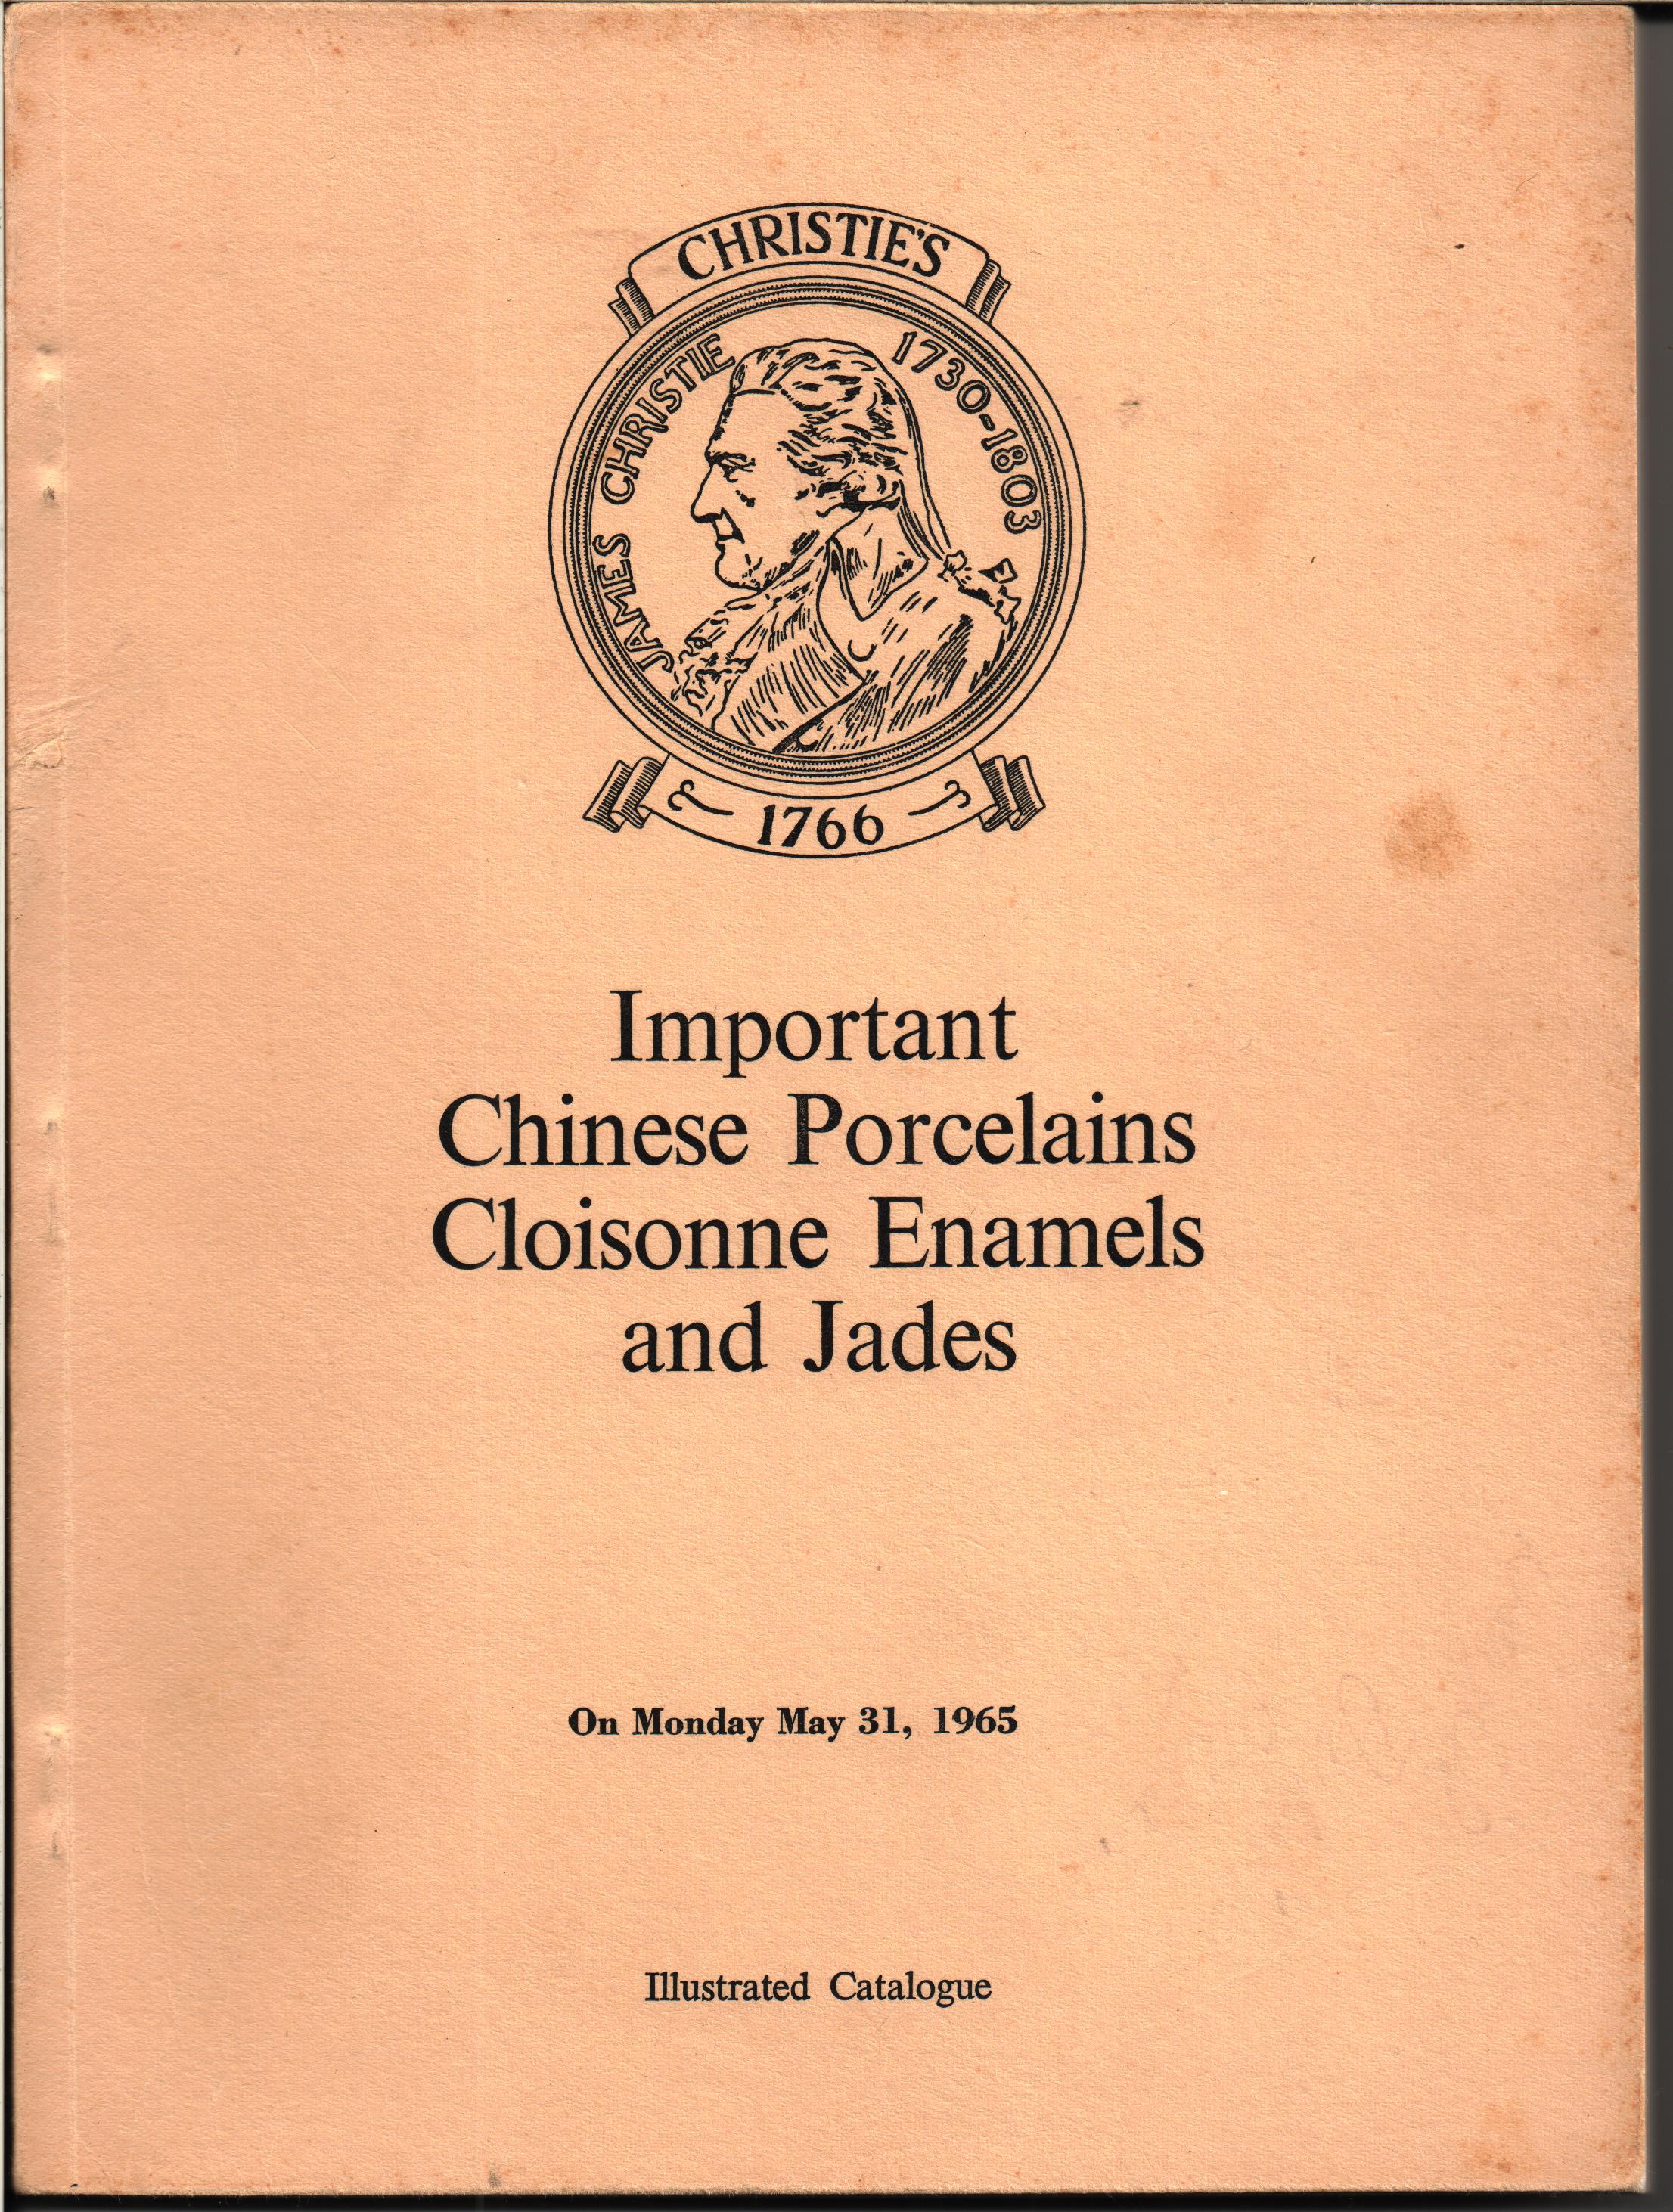 CHRISTIE'S
JAMES CHRISTIE 1730-1803
1766
Important
Chinese Porcelains
Cloisonne Enamels
and Jades
On Monday May 31, 1965
Illustrated Catalogue